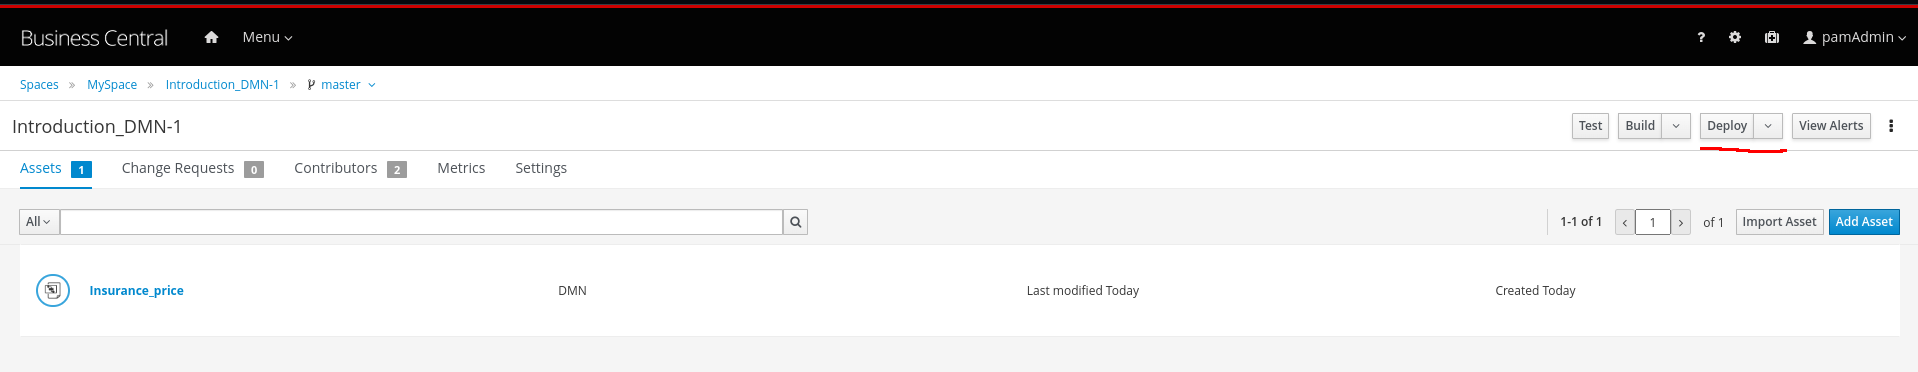 Business Central Menu ? pamAdmin
Spaces » MySpace » Introduction_DMN-1 » master
Introduction_DMN-1 Test Build Deploy View Alerts
Assets 1 Change Requests 0 Contributors 2 Metrics Settings
All 1-1 of 1 < 1 > of 1 Import Asset Add Asset
Insurance_price DMN Last modified Today Created Today